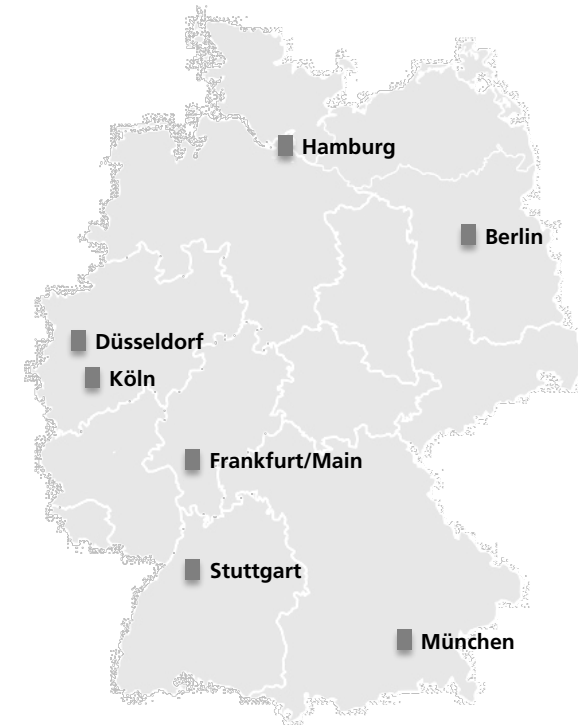 Hamburg
Berlin
Düsseldorf
Köln
Frankfurt/Main
Stuttgart
München